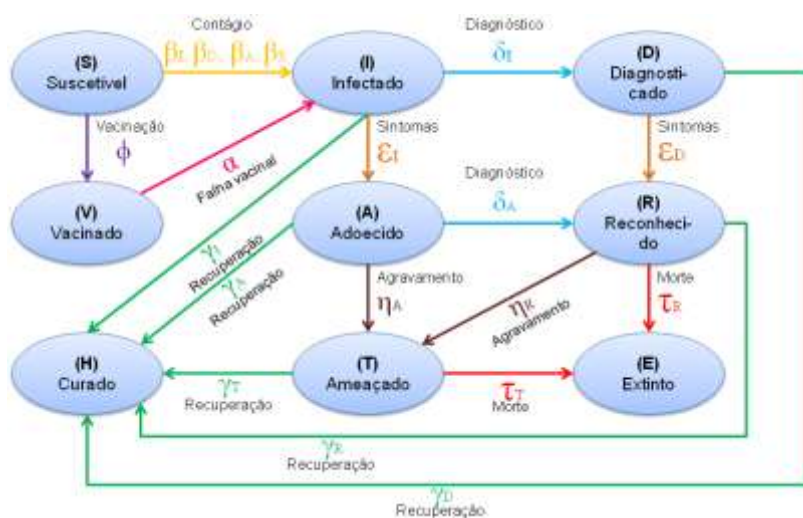 Contágio
Diagnóstico
(S)
Suscetível
βI, βD, βA, βR
(I)
Infectado
δI
(D)
Diagnosti-
cado
Vacinação
ϕ
α
Falha vacinal
Sintomas
εI
Sintomas
εD
Diagnóstico
(V)
Vacinado
(A)
Adoecido
δA
(R)
Reconheci-
do
γI
Recuperação
γA
Recuperação
Agravamento
ηA
ηR
Agravamento
Morte
τR
(H)
Curado
γT
Recuperação
(T)
Ameaçado
τT
Morte
(E)
Extinto
γR
Recuperação
γD
Recuperação